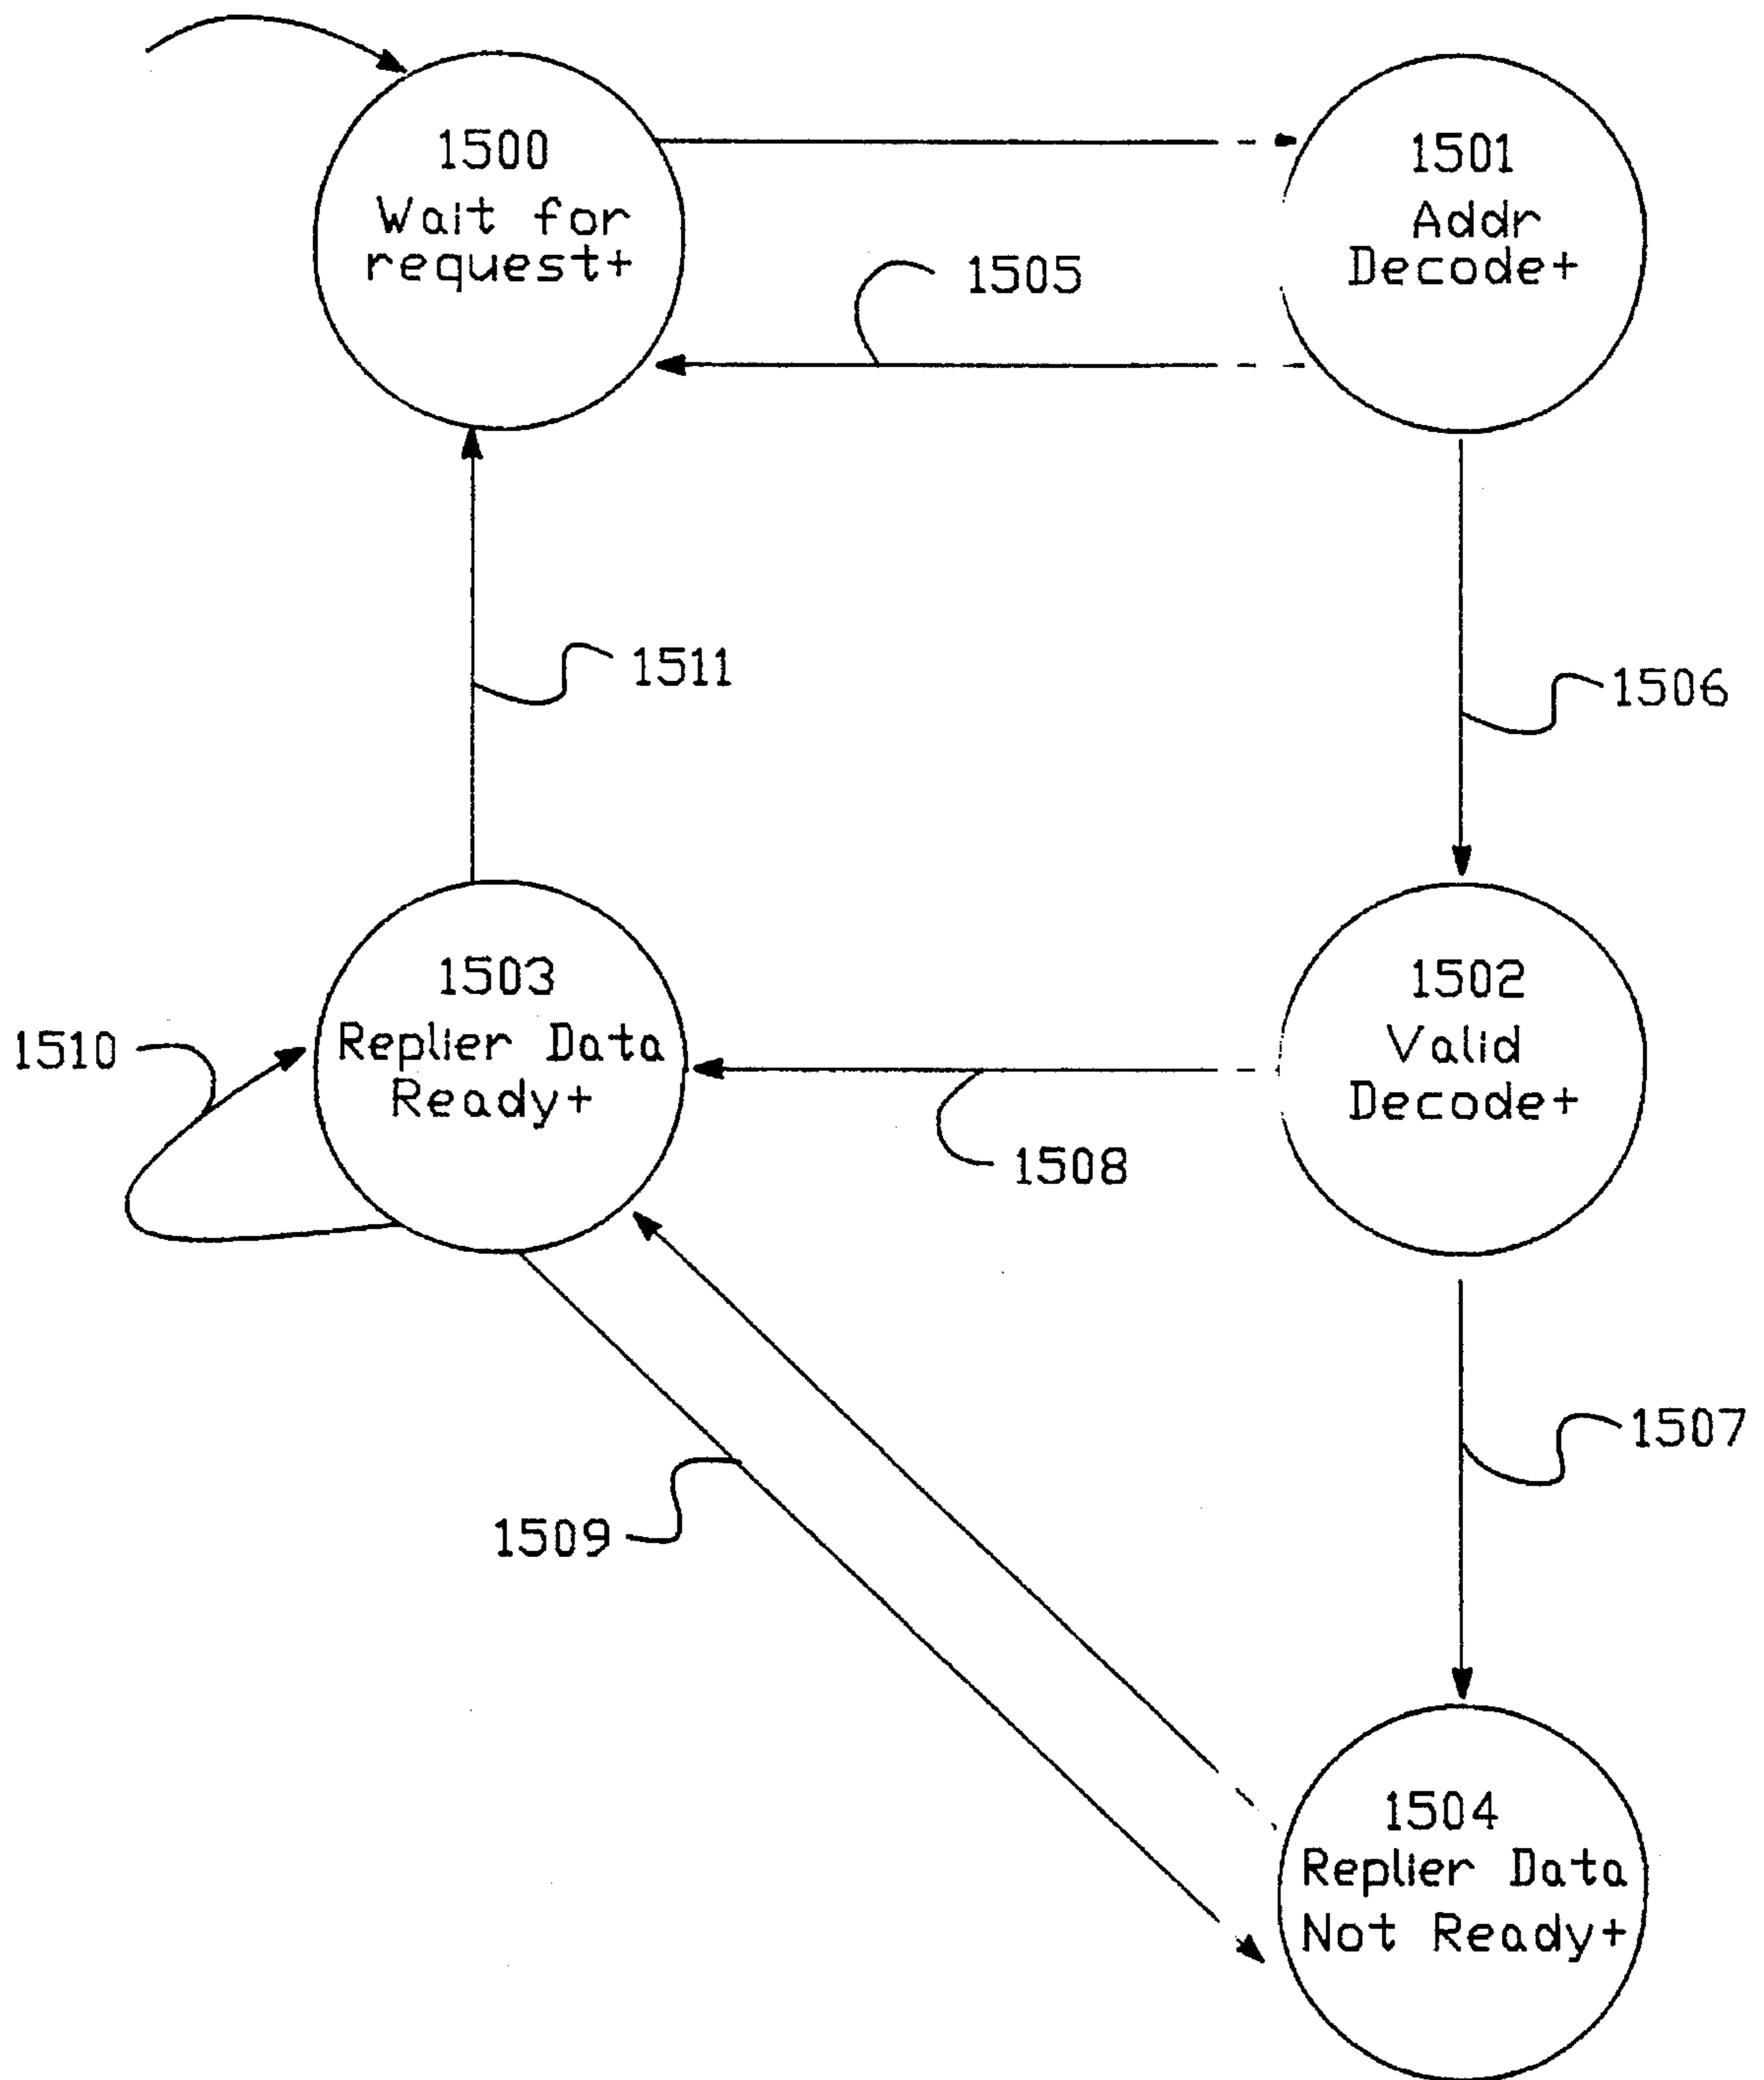 1500
Wait for
request+
1501
Addr
Decode+
1505
1511
1506
1503
Replier Data
Ready+
1502
Valid
Decode+
1510
1508
1507
1509
1504
Replier Data
Not Ready+